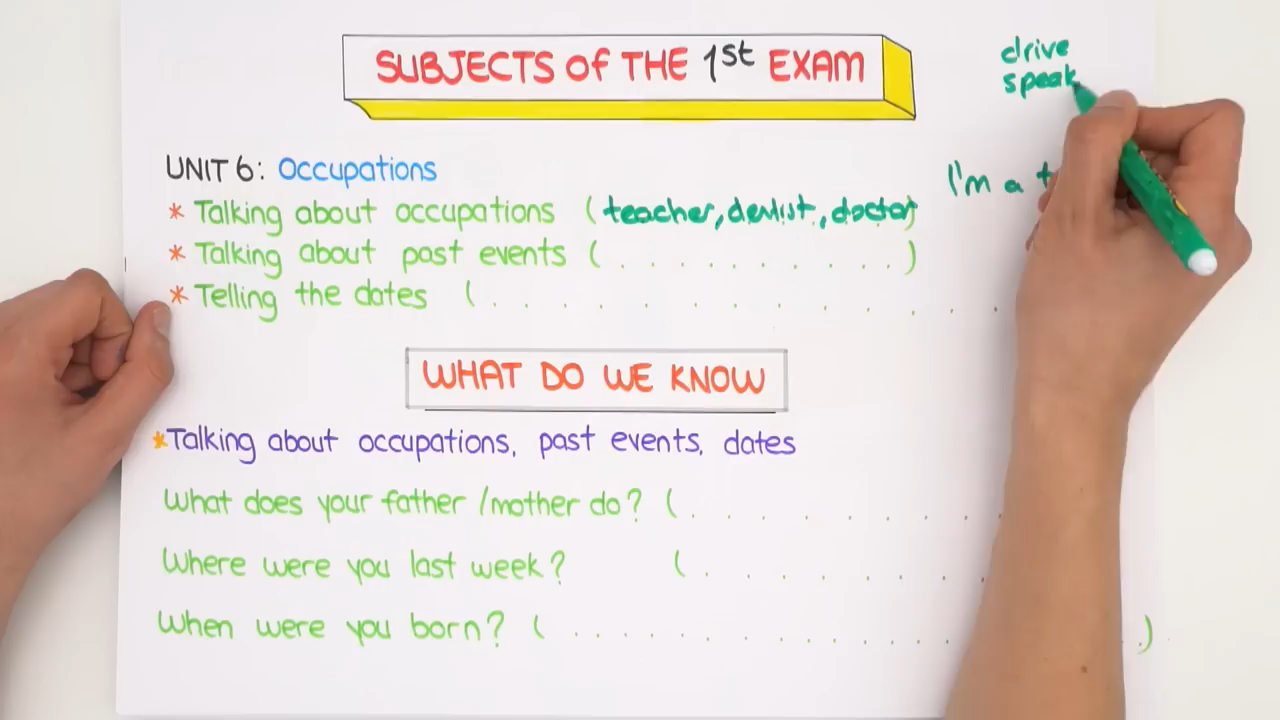 SUBJECTS of THE 1st EXAM
drive
speak
UNIT 6: Occupations
I'm a t
* Talking about occupations (teacher, dentist, doctor)
* Talking about past events (..........)
* Telling the dates (........
WHAT DO WE KNOW
* Talking about occupations, past events, dates
What does your father /mother do? (.......
Where were you last week? (.......
When were you born? (............)